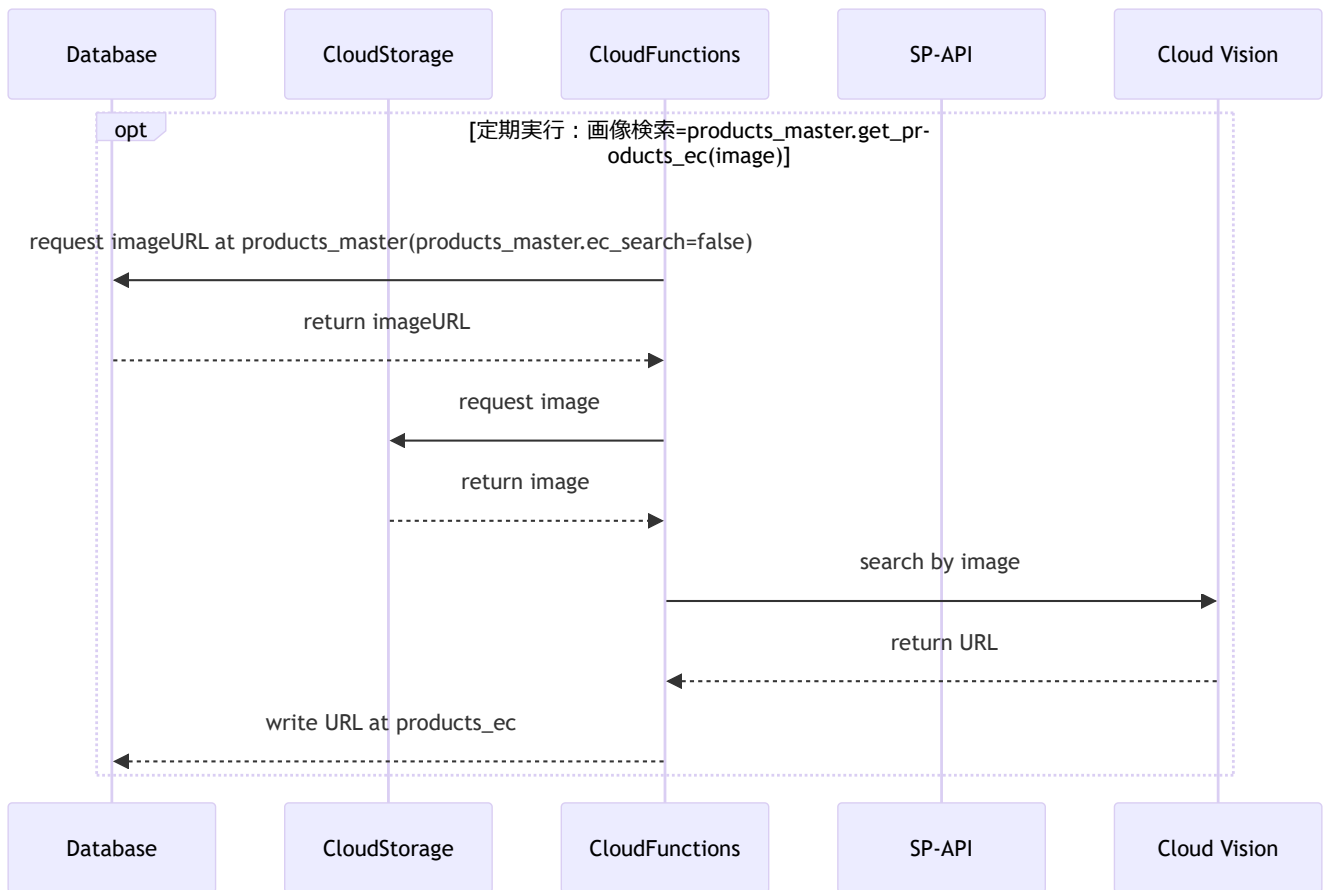 Database
CloudStorage
CloudFunctions
SP-API
Cloud Vision
opt
[定期実行：画像検索=products_master.get_pr-
oducts_ec(image)]
request imageURL at products_master(products_master.ec_search=false)
return imageURL
request image
return image
search by image
return URL
write URL at products_ec
Database
CloudStorage
CloudFunctions
SP-API
Cloud Vision